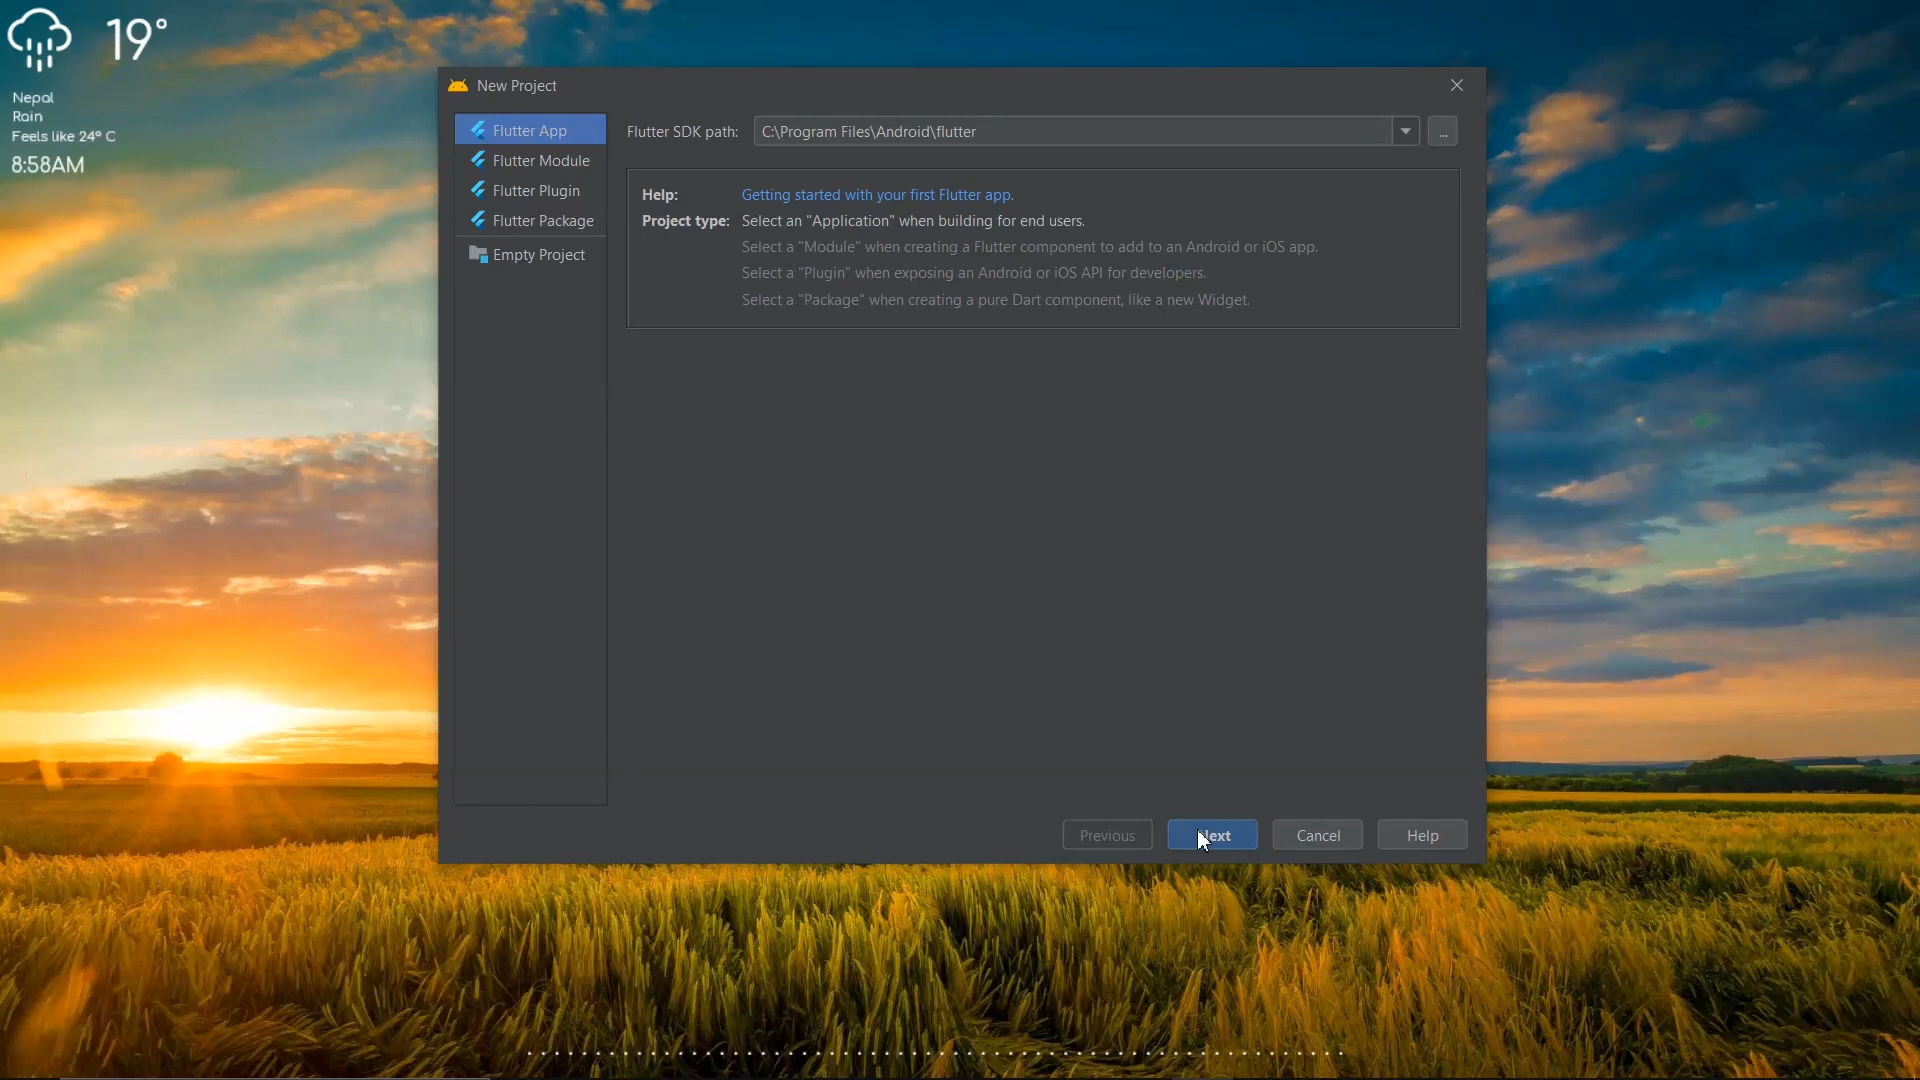 19°
Nepal
Rain
Feels like 24° C
8:58AM
New Project
Flutter App
Flutter Module
Flutter Plugin
Flutter Package
Empty Project
Flutter SDK path: C:\Program Files\Android\flutter ...
Help: Getting started with your first Flutter app.
Project type: Select an "Application" when building for end users.
Select a "Module" when creating a Flutter component to add to an Android or iOS app.
Select a "Plugin" when exposing an Android or iOS API for developers.
Select a "Package" when creating a pure Dart component, like a new Widget.
Previous Next Cancel Help